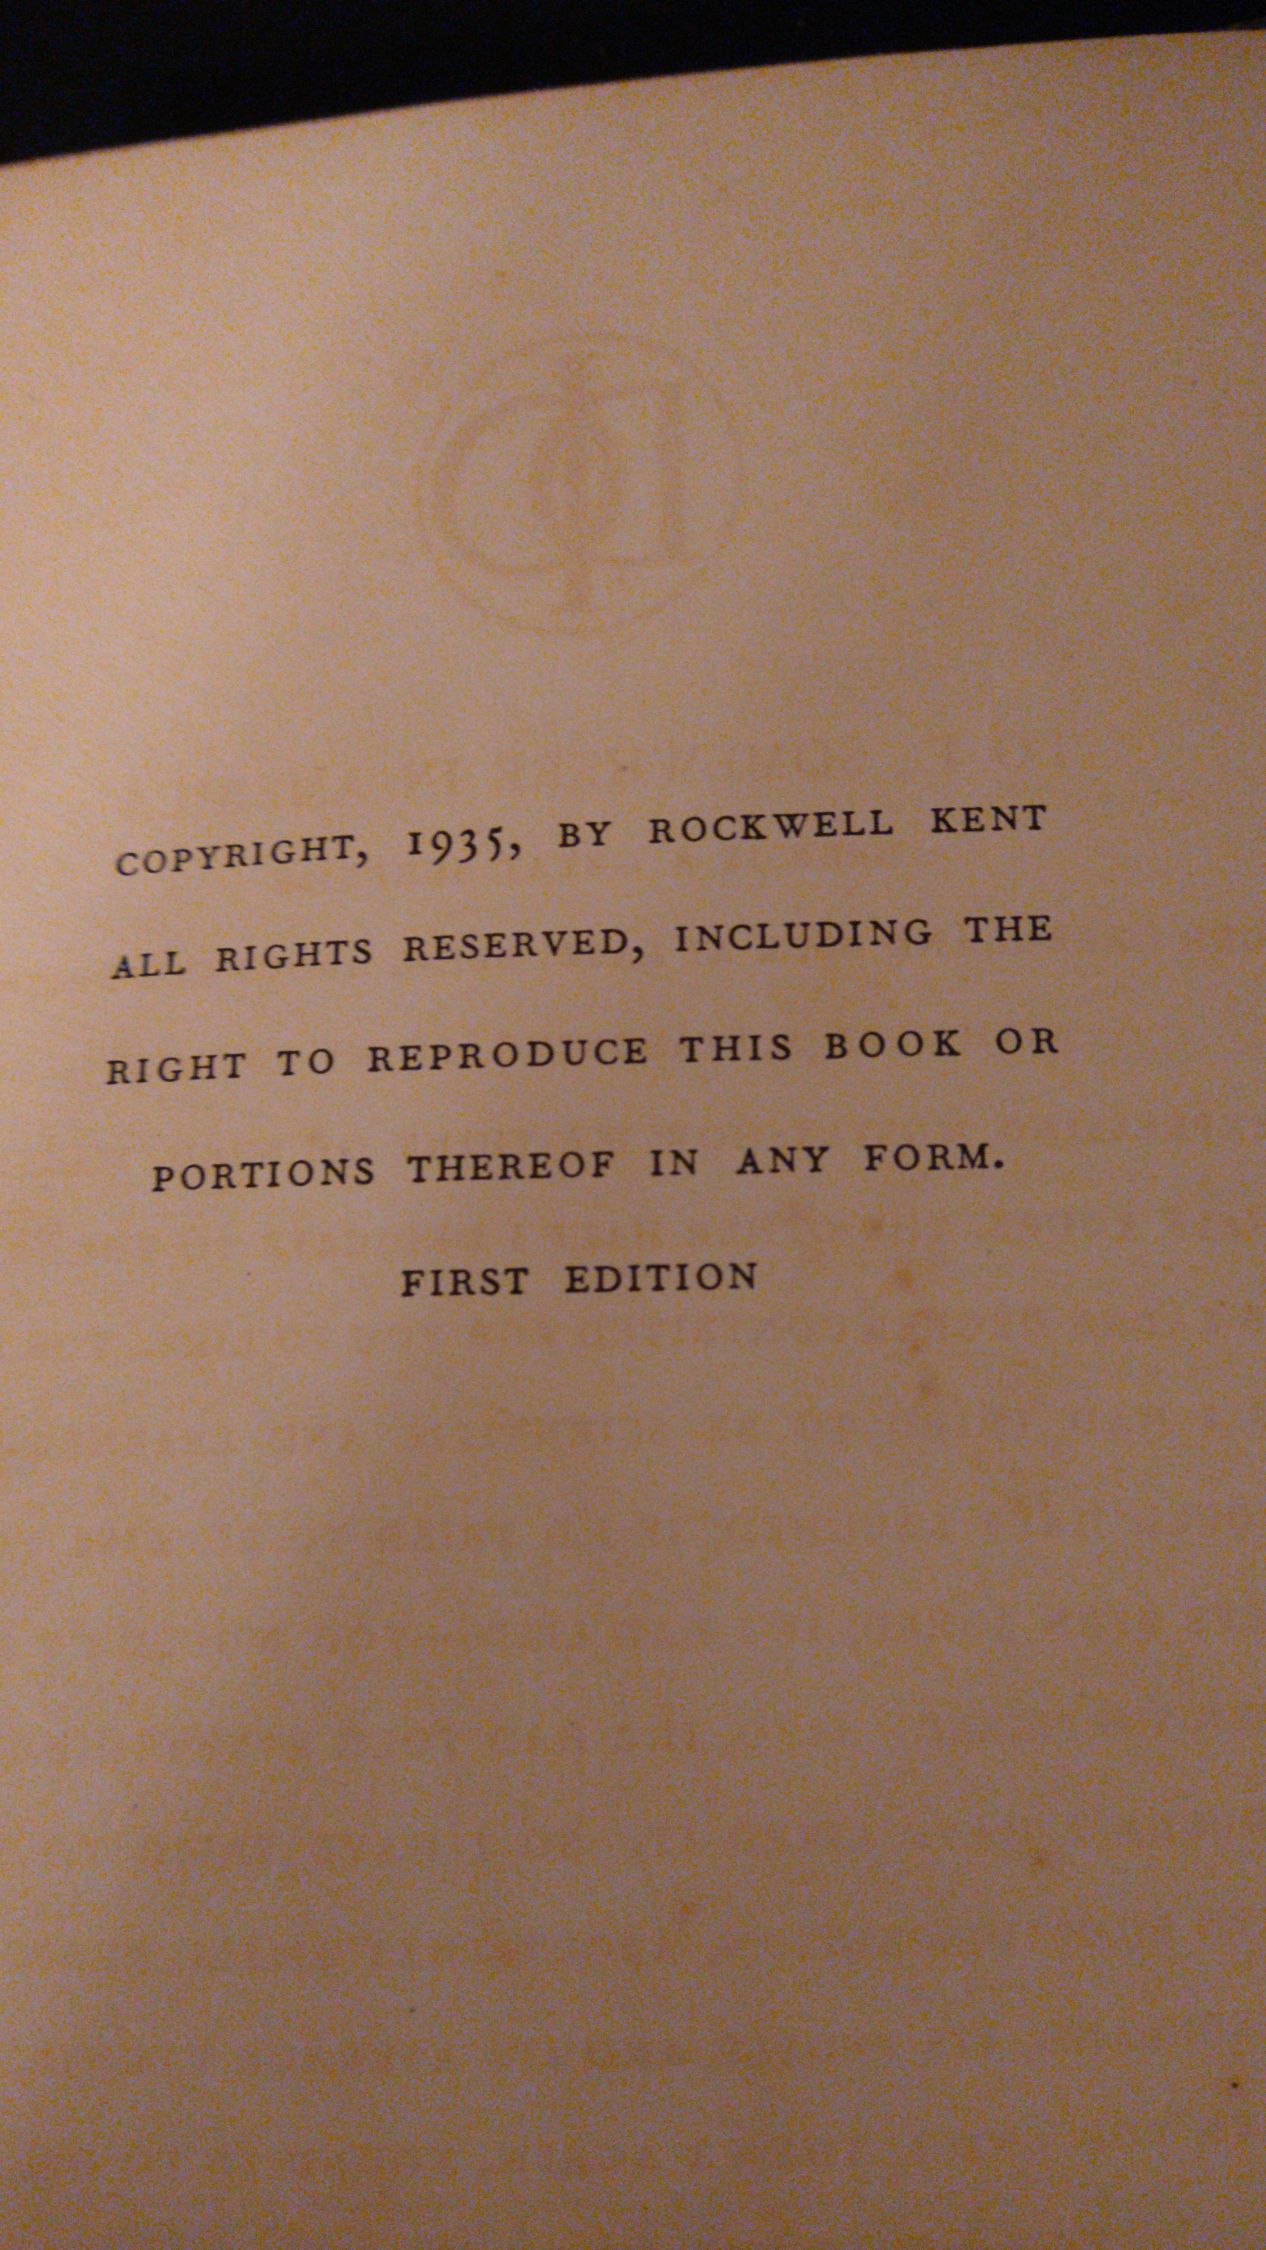 COPYRIGHT, 1935, BY ROCKWELL KENT
ALL RIGHTS RESERVED, INCLUDING THE
RIGHT TO REPRODUCE THIS BOOK OR
PORTIONS THEREOF IN ANY FORM.
FIRST EDITION